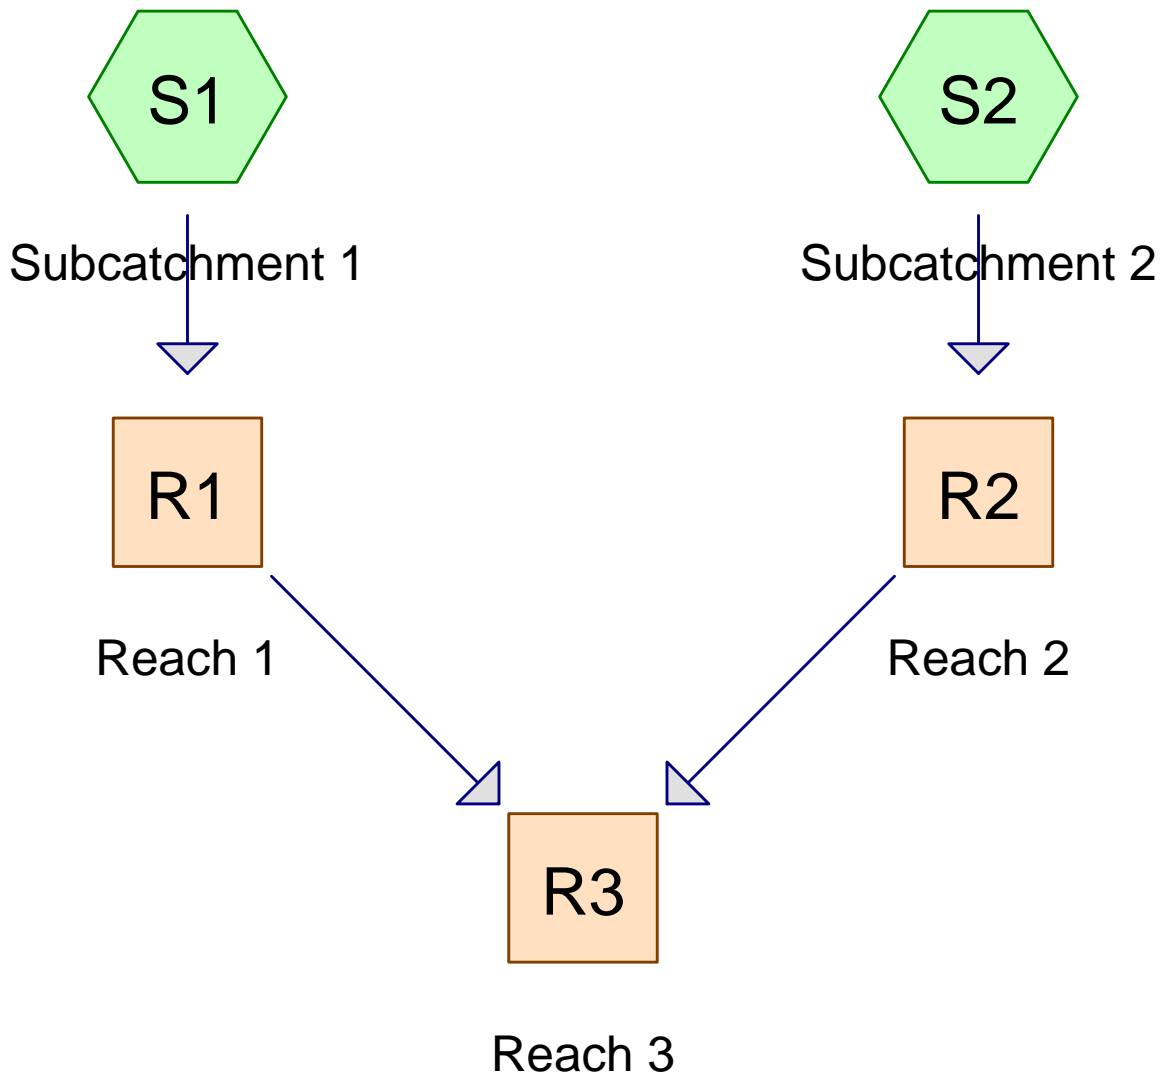 S1
S2
Subcatchment 1
Subcatchment 2
R1
R2
Reach 1
Reach 2
R3
Reach 3